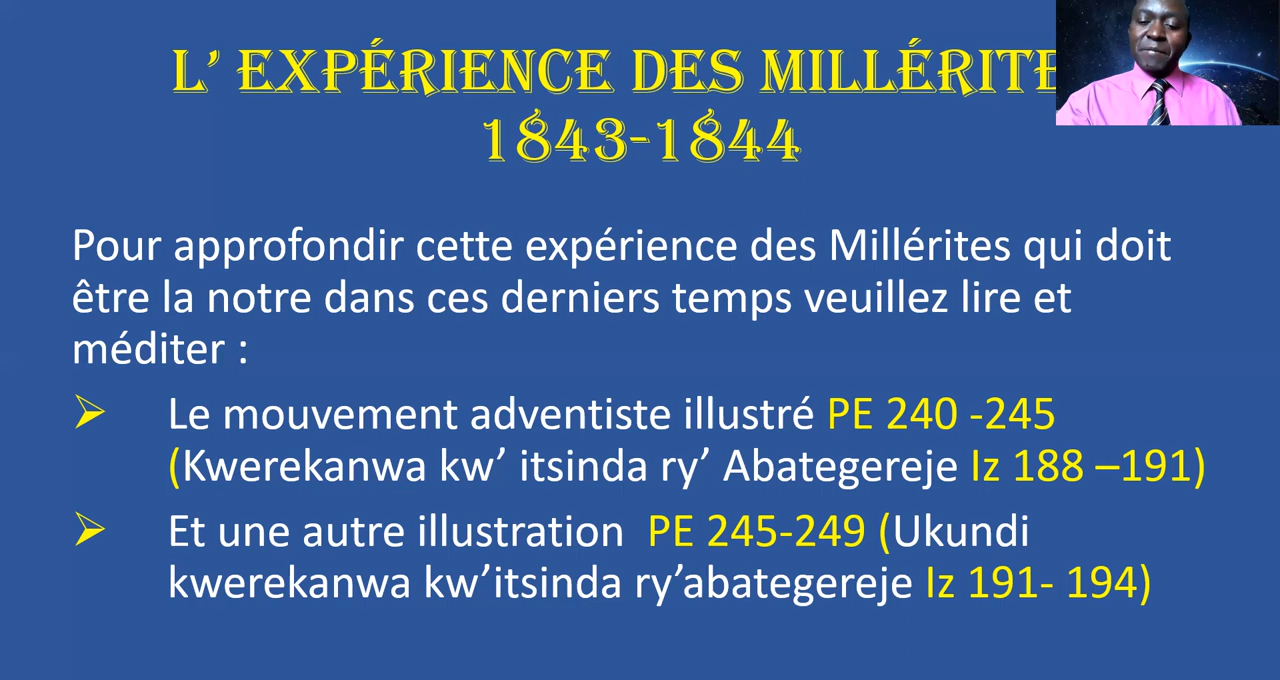 L' EXPÉRIENCE DES MILLÉRITE
1843-1844
Pour approfondir cette expérience des Millérites qui doit
être la notre dans ces derniers temps veuillez lire et
méditer :
➢ Le mouvement adventiste illustré PE 240 -245
(Kwerekanwa kw' itsinda ry' Abategereje Iz 188 –191)
➢ Et une autre illustration PE 245-249 (Ukundi
kwerekanwa kw'itsinda ry'abategereje Iz 191- 194)